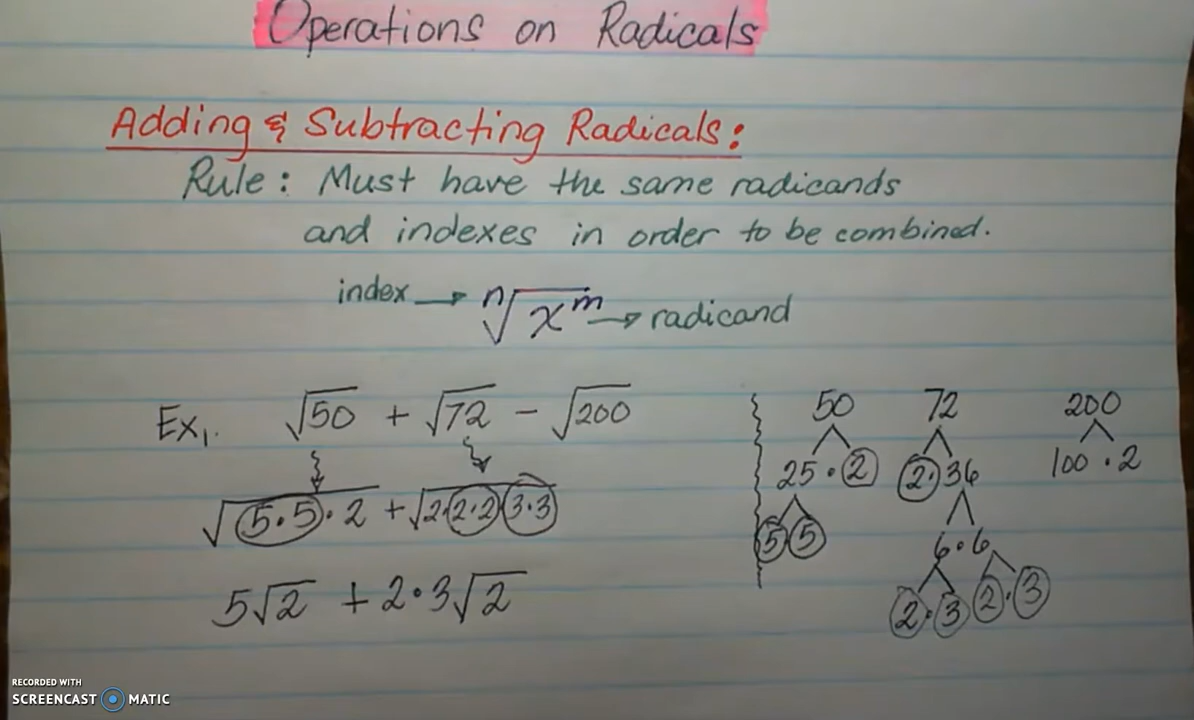 Operations on Radicals
Adding & Subtracting Radicals:
Rule: Must have the same radicands
and indexes in order to be combined.
index → ⁿ√x^m → radicand
Ex₁. √50 + √72 − √200
√5·5·2 + √2·2·2·3·3
5√2 + 2·3√2
50 72 200
25·2 2·36 100·2
5 5 6·6
2·3 2·3
RECORDED WITH
SCREENCAST MATIC